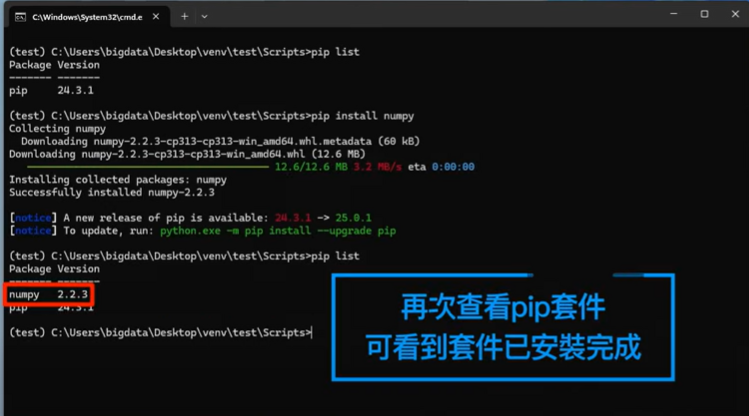 C:\Windows\System32\cmd.e
(test) C:\Users\bigdata\Desktop\venv\test\Scripts>pip list
Package Version
------- -------
pip     24.3.1
(test) C:\Users\bigdata\Desktop\venv\test\Scripts>pip install numpy
Collecting numpy
  Downloading numpy-2.2.3-cp313-cp313-win_amd64.whl.metadata (60 kB)
Downloading numpy-2.2.3-cp313-cp313-win_amd64.whl (12.6 MB)
12.6/12.6 MB 3.2 MB/s eta 0:00:00
Installing collected packages: numpy
Successfully installed numpy-2.2.3
[notice] A new release of pip is available: 24.3.1 -> 25.0.1
[notice] To update, run: python.exe -m pip install --upgrade pip
(test) C:\Users\bigdata\Desktop\venv\test\Scripts>pip list
Package Version
------- -------
numpy   2.2.3
pip     24.3.1
(test) C:\Users\bigdata\Desktop\venv\test\Scripts>
再次查看pip套件
可看到套件已安裝完成